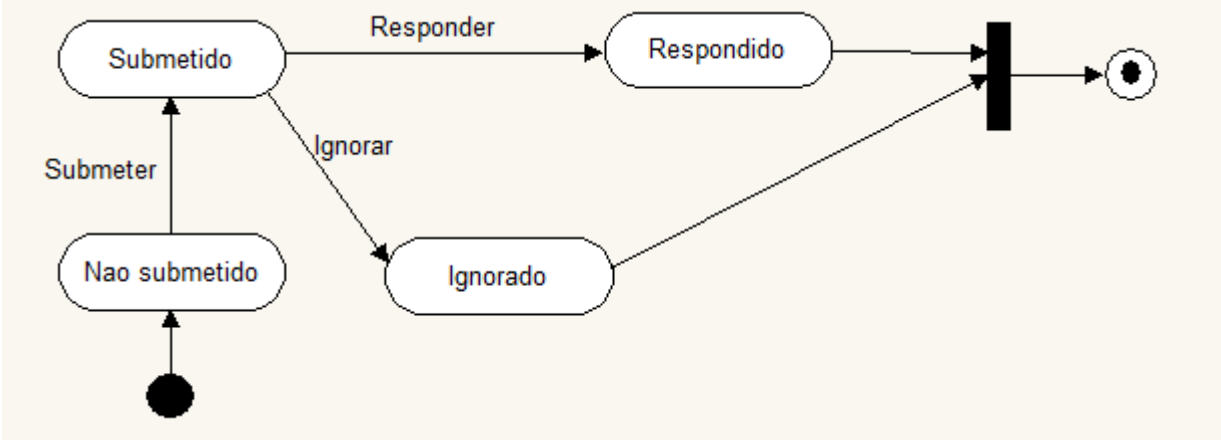 Responder
Submetido
Respondido
Ignorar
Submeter
Nao submetido
Ignorado